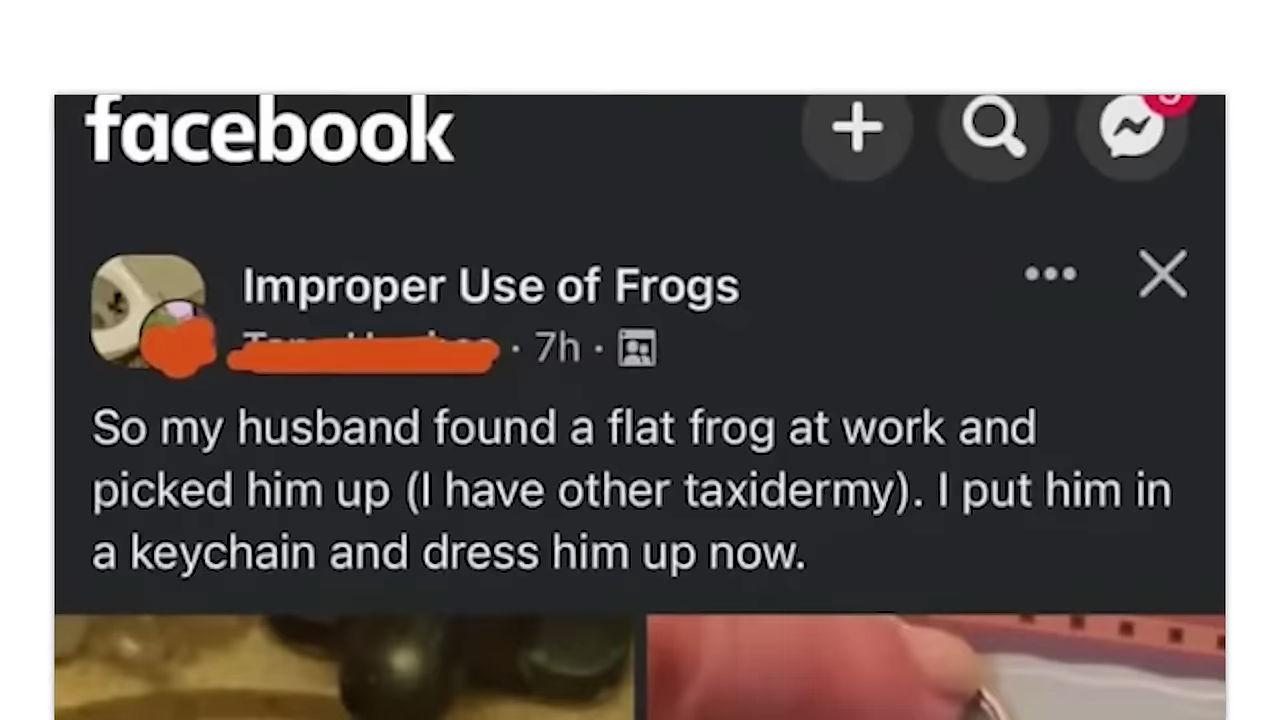 facebook
Improper Use of Frogs
· 7h ·
So my husband found a flat frog at work and
picked him up (I have other taxidermy). I put him in
a keychain and dress him up now.